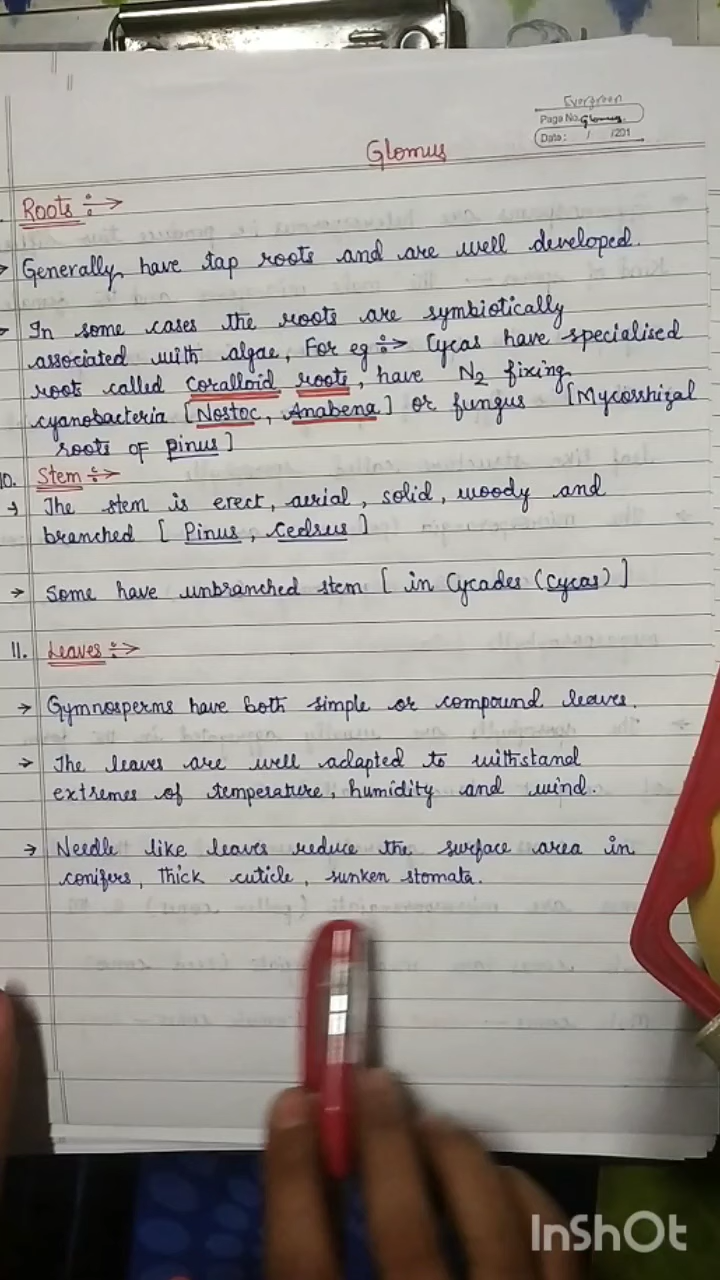 Evergreen
Page No. Glomus.
Date: / /201
Glomus
Roots ÷→
→ Generally, have tap roots and are well developed.
→ In some cases the roots are symbiotically
associated with algae, For eg ÷→ Cycas have specialised
roots called coralloid roots, have N2 fixing
cyanobacteria [Nostoc, Anabena] or fungus [Mycorrhizal
roots of pinus]
10. Stem ÷→
→ The stem is erect, aerial, solid, woody and
branched [Pinus, Cedrus]
→ Some have unbranched stem [in Cycades (Cycas)]
11. Leaves ÷→
→ Gymnosperms have both simple or compound leaves.
→ The leaves are well adapted to withstand
extremes of temperature, humidity and wind.
→ Needle like leaves reduce the surface area in
conifers, thick cuticle, sunken stomata.
InShOt